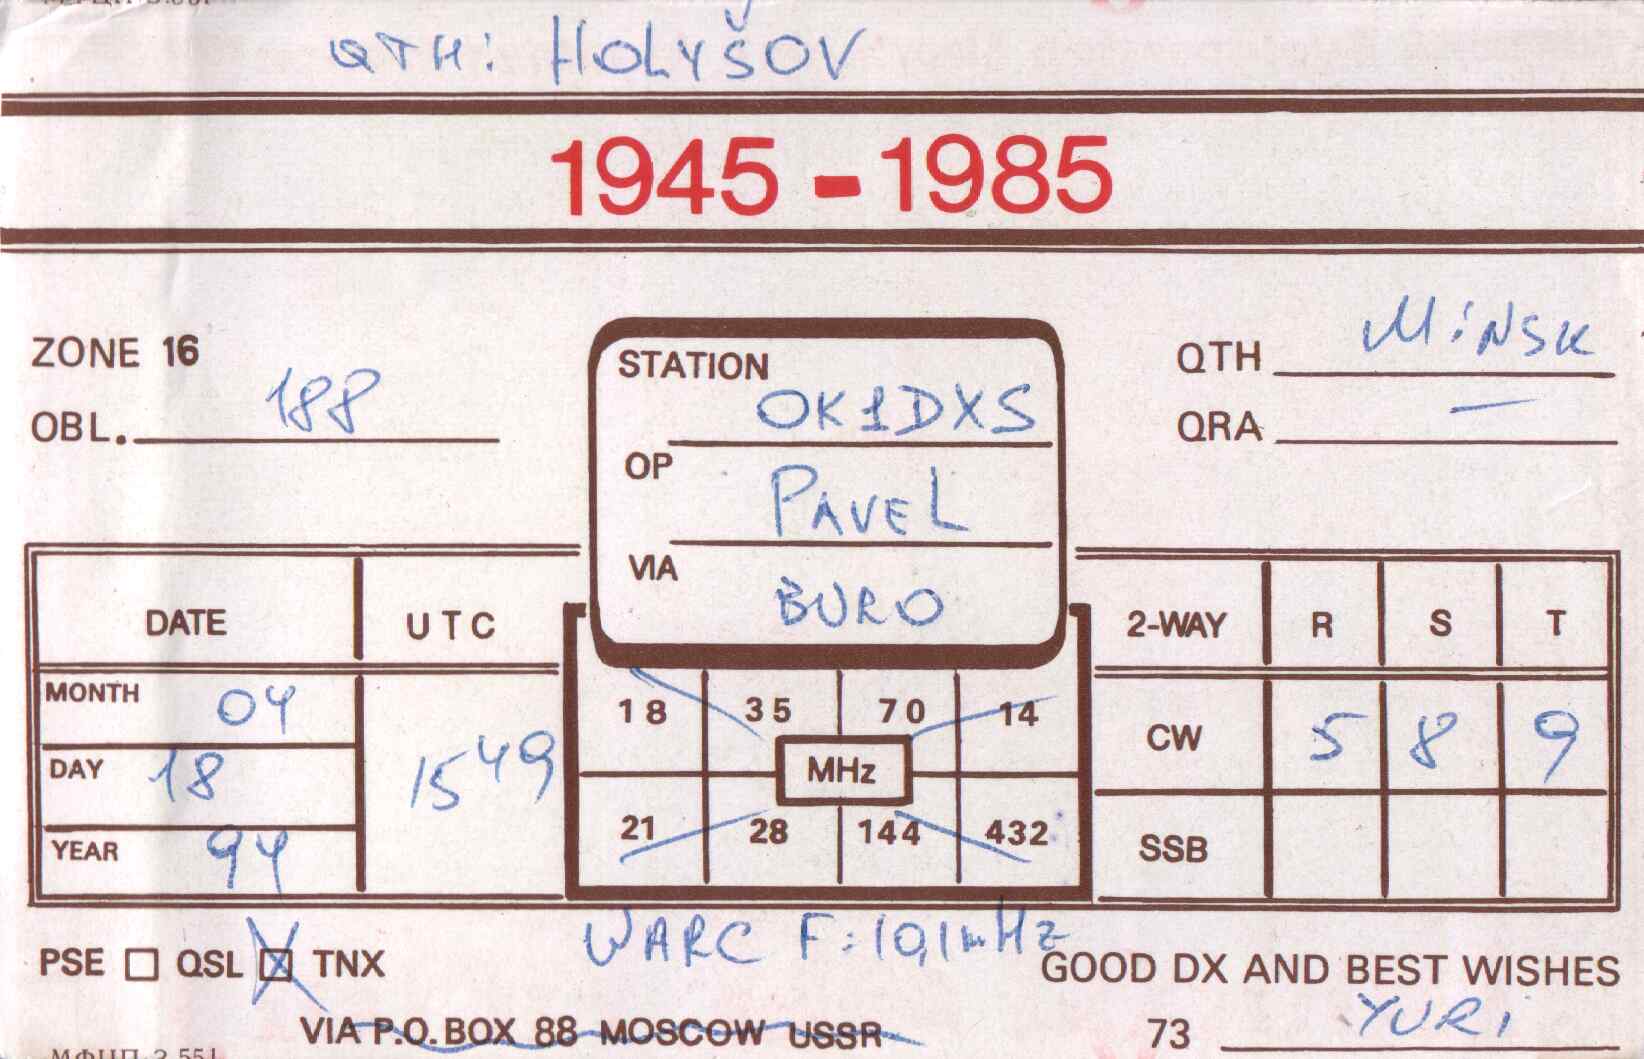 QTH: HOLYŠOV
1945 - 1985
ZONE 16
OBL. 188
STATION OK1DXS
OP PAVEL
VIA BURO
QTH MiNSK
QRA —
DATE UTC
MONTH 04
DAY 18
YEAR 94
1549
18 35 70 14
MHz
21 28 144 432
2-WAY R S T
CW 5 8 9
SSB
WARC F: 10,1 mHz
PSE QSL X TNX
GOOD DX AND BEST WISHES
VIA P.O. BOX 88 MOSCOW USSR
73 YURi